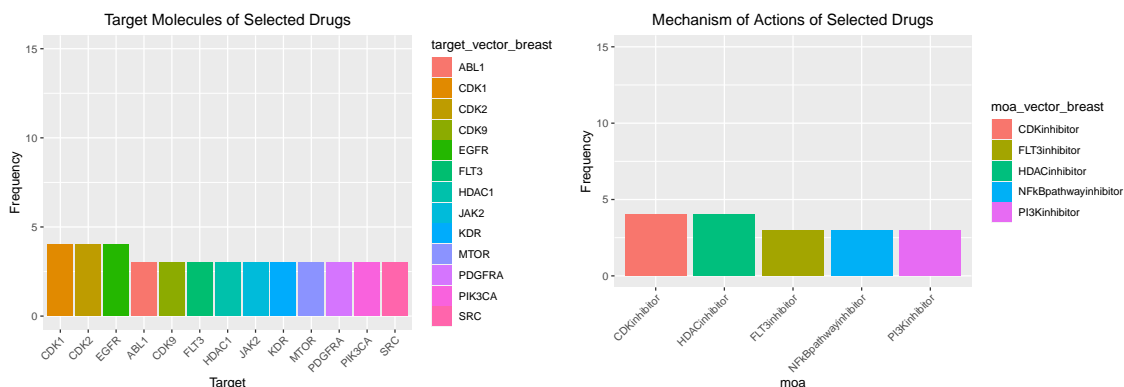 Target Molecules of Selected Drugs
15
10
5
0
Frequency
CDK1
CDK2
EGFR
ABL1
CDK9
FLT3
HDAC1
JAK2
KDR
MTOR
PDGFRA
PIK3CA
SRC
Target
target_vector_breast
ABL1
CDK1
CDK2
CDK9
EGFR
FLT3
HDAC1
JAK2
KDR
MTOR
PDGFRA
PIK3CA
SRC
Mechanism of Actions of Selected Drugs
15
10
5
0
Frequency
CDKinhibitor
HDACinhibitor
FLT3inhibitor
NFkBpathwayinhibitor
PI3Kinhibitor
moa
moa_vector_breast
CDKinhibitor
FLT3inhibitor
HDACinhibitor
NFkBpathwayinhibitor
PI3Kinhibitor